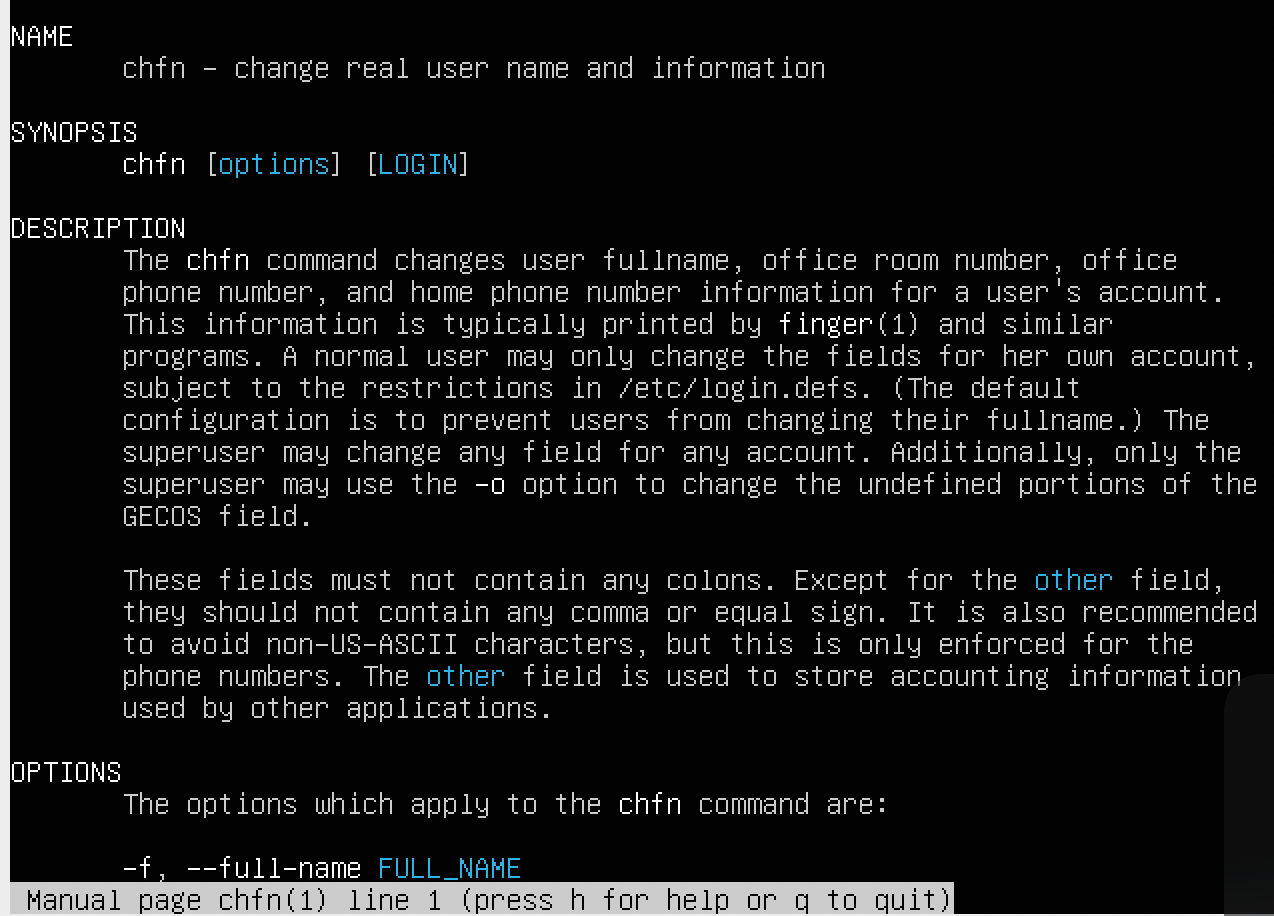 NAME
chfn – change real user name and information
SYNOPSIS
chfn [options] [LOGIN]
DESCRIPTION
The chfn command changes user fullname, office room number, office
phone number, and home phone number information for a user's account.
This information is typically printed by finger(1) and similar
programs. A normal user may only change the fields for her own account,
subject to the restrictions in /etc/login.defs. (The default
configuration is to prevent users from changing their fullname.) The
superuser may change any field for any account. Additionally, only the
superuser may use the –o option to change the undefined portions of the
GECOS field.
These fields must not contain any colons. Except for the other field,
they should not contain any comma or equal sign. It is also recommended
to avoid non–US–ASCII characters, but this is only enforced for the
phone numbers. The other field is used to store accounting information
used by other applications.
OPTIONS
The options which apply to the chfn command are:
–f, ––full–name FULL_NAME
Manual page chfn(1) line 1 (press h for help or q to quit)